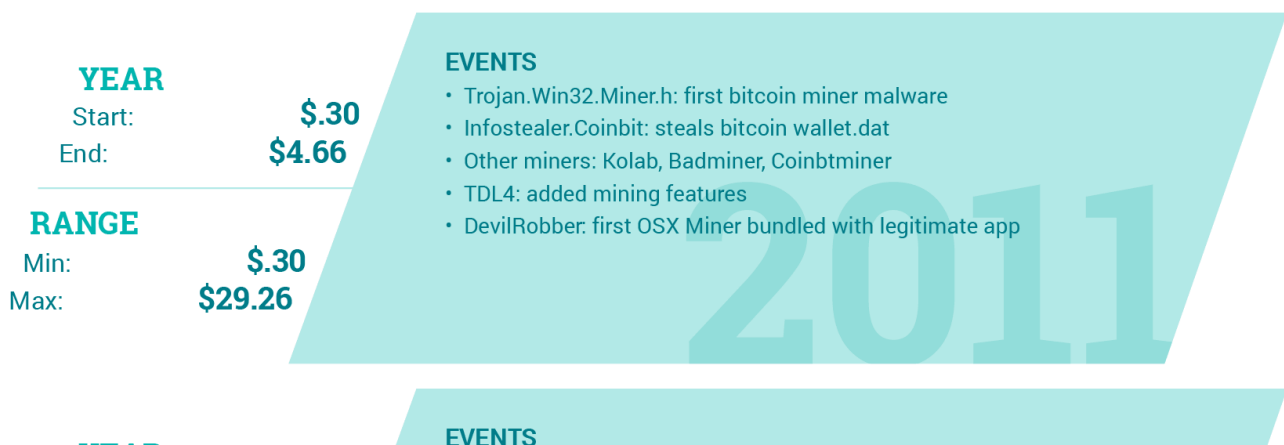 YEAR
Start: $.30
End: $4.66
RANGE
Min: $.30
Max: $29.26
EVENTS
• Trojan.Win32.Miner.h: first bitcoin miner malware
• Infostealer.Coinbit: steals bitcoin wallet.dat
• Other miners: Kolab, Badminer, Coinbtminer
• TDL4: added mining features
• DevilRobber: first OSX Miner bundled with legitimate app
2011
YEAR
EVENTS